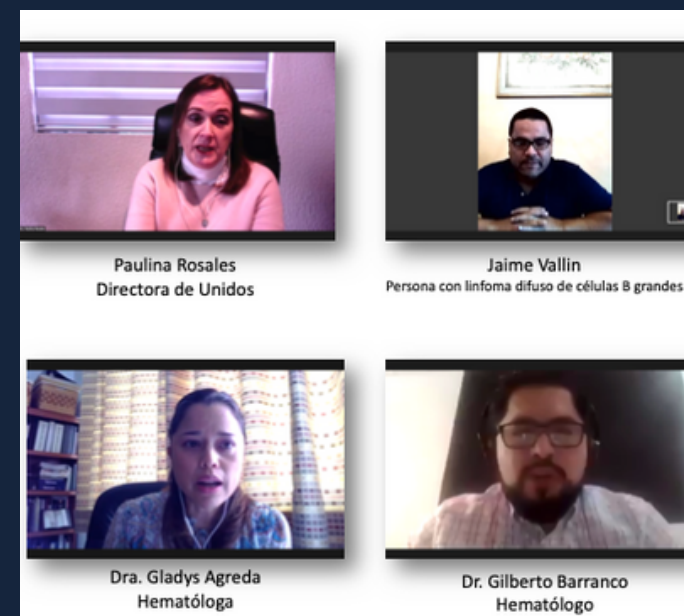 Paulina Rosales
Directora de Unidos
Jaime Vallin
Persona con linfoma difuso de células B grandes
Dra. Gladys Agreda
Hematóloga
Dr. Gilberto Barranco
Hematólogo